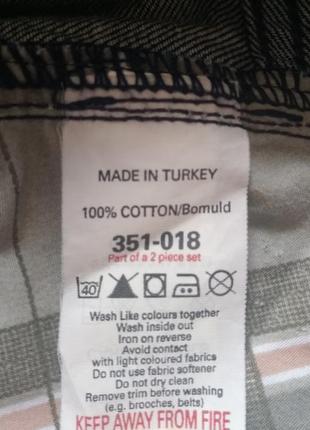 MADE IN TURKEY
100% COTTON/Bomuld
351-018
Part of a 2 piece set
40
Wash Like colours together
Wash inside out
Iron on reverse
Avoid contact
with light coloured fabrics
Do not use fabric softener
Do not dry clean
Remove trim before washing
(e.g. brooches, belts)
KEEP AWAY FROM FIRE